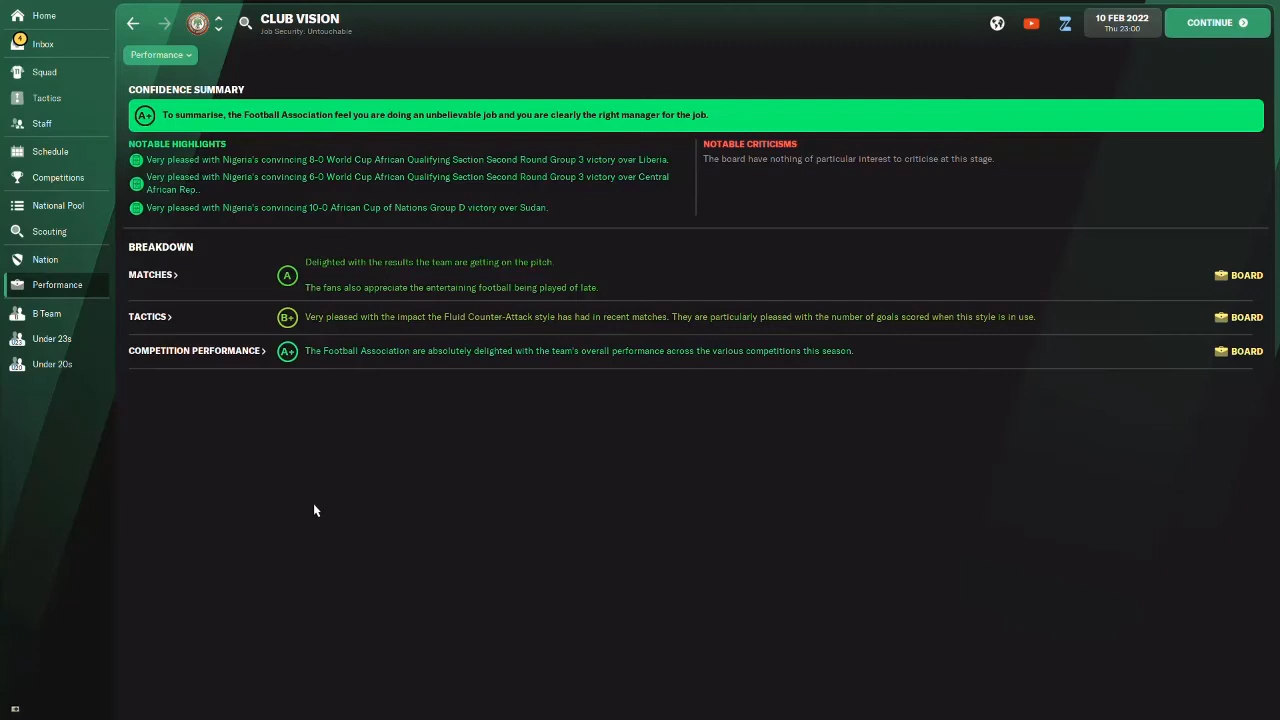 Home
CLUB VISION
Job Security: Untouchable
10 FEB 2022
Thu 23:00
CONTINUE
4
Inbox
Squad
Tactics
Staff
Schedule
Competitions
National Pool
Scouting
Nation
Performance
B Team
Under 23s
Under 20s
Performance
CONFIDENCE SUMMARY
A+ To summarise, the Football Association feel you are doing an unbelievable job and you are clearly the right manager for the job.
NOTABLE HIGHLIGHTS
Very pleased with Nigeria's convincing 8-0 World Cup African Qualifying Section Second Round Group 3 victory over Liberia.
Very pleased with Nigeria's convincing 6-0 World Cup African Qualifying Section Second Round Group 3 victory over Central
African Rep..
Very pleased with Nigeria's convincing 10-0 African Cup of Nations Group D victory over Sudan.
NOTABLE CRITICISMS
The board have nothing of particular interest to criticise at this stage.
BREAKDOWN
MATCHES
A
Delighted with the results the team are getting on the pitch.
The fans also appreciate the entertaining football being played of late.
BOARD
TACTICS
B+
Very pleased with the impact the Fluid Counter-Attack style has had in recent matches. They are particularly pleased with the number of goals scored when this style is in use.
BOARD
COMPETITION PERFORMANCE
A+
The Football Association are absolutely delighted with the team's overall performance across the various competitions this season.
BOARD